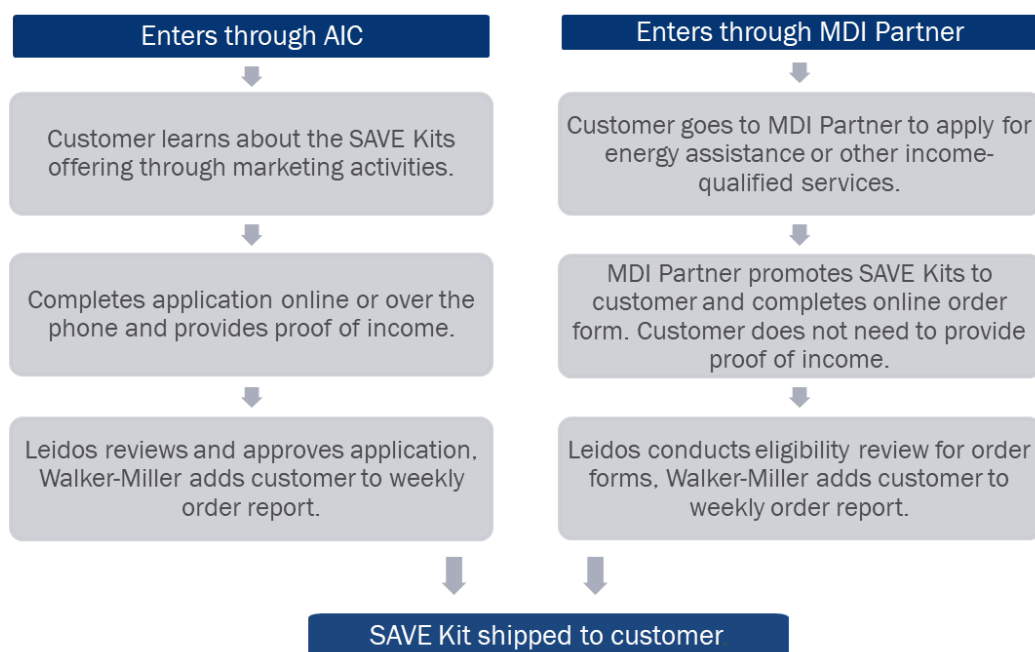 Enters through AIC
Customer learns about the SAVE Kits
offering through marketing activities.
Completes application online or over the
phone and provides proof of income.
Leidos reviews and approves application,
Walker-Miller adds customer to weekly
order report.
Enters through MDI Partner
Customer goes to MDI Partner to apply for
energy assistance or other income-
qualified services.
MDI Partner promotes SAVE Kits to
customer and completes online order
form. Customer does not need to provide
proof of income.
Leidos conducts eligibility review for order
forms, Walker-Miller adds customer to
weekly order report.
SAVE Kit shipped to customer